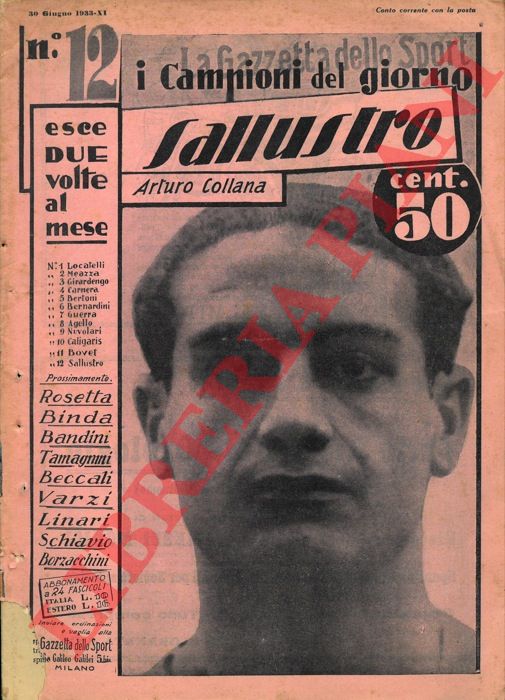 30 Giugno 1933-XI
Conto corrente con la posta
n.° 12
La Gazzetta dello Sport
i Campioni del giorno
Sallustro
Arturo Collana
cent. 50
esce
DUE
volte
al
mese
N.° 1 Locatelli
„ 2 Meazza
„ 3 Girardengo
„ 4 Carnera
„ 5 Bertoni
„ 6 Bernardini
„ 7 Guerra
„ 8 Agello
„ 9 Nuvolari
„ 10 Caligaris
„ 11 Bovet
„ 12 Sallustro
Prossimamente.
Rosetta
Binda
Bandini
Tamagnini
Beccali
Varzi
Linari
Schiavio
Borzacchini
ABBONAMENTO
a 24 FASCICOLI
ITALIA L. 10
ESTERO L.
Inviare ordinazioni
e vaglia alla
Gazzetta dello Sport
Galileo Galilei
MILANO
LIBRERIA PIANI